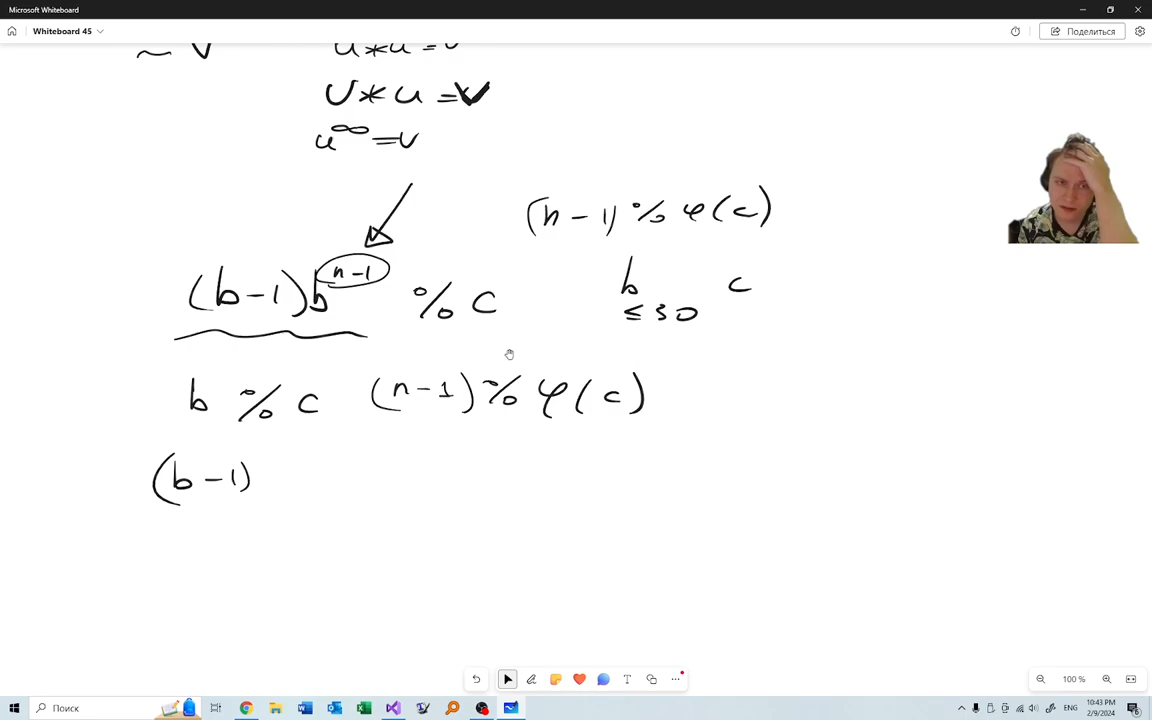 Microsoft Whiteboard
Whiteboard 45
Поделиться
~ V u*u = V
U * u = V
u^∞ = V
(n-1) % φ(c)
(b-1)b^n-1 % c
b c
≤ 30
b % c (n-1) % φ(c)
(b-1)
100 %
Поиск
ENG
10:43 PM
2/9/2024
6